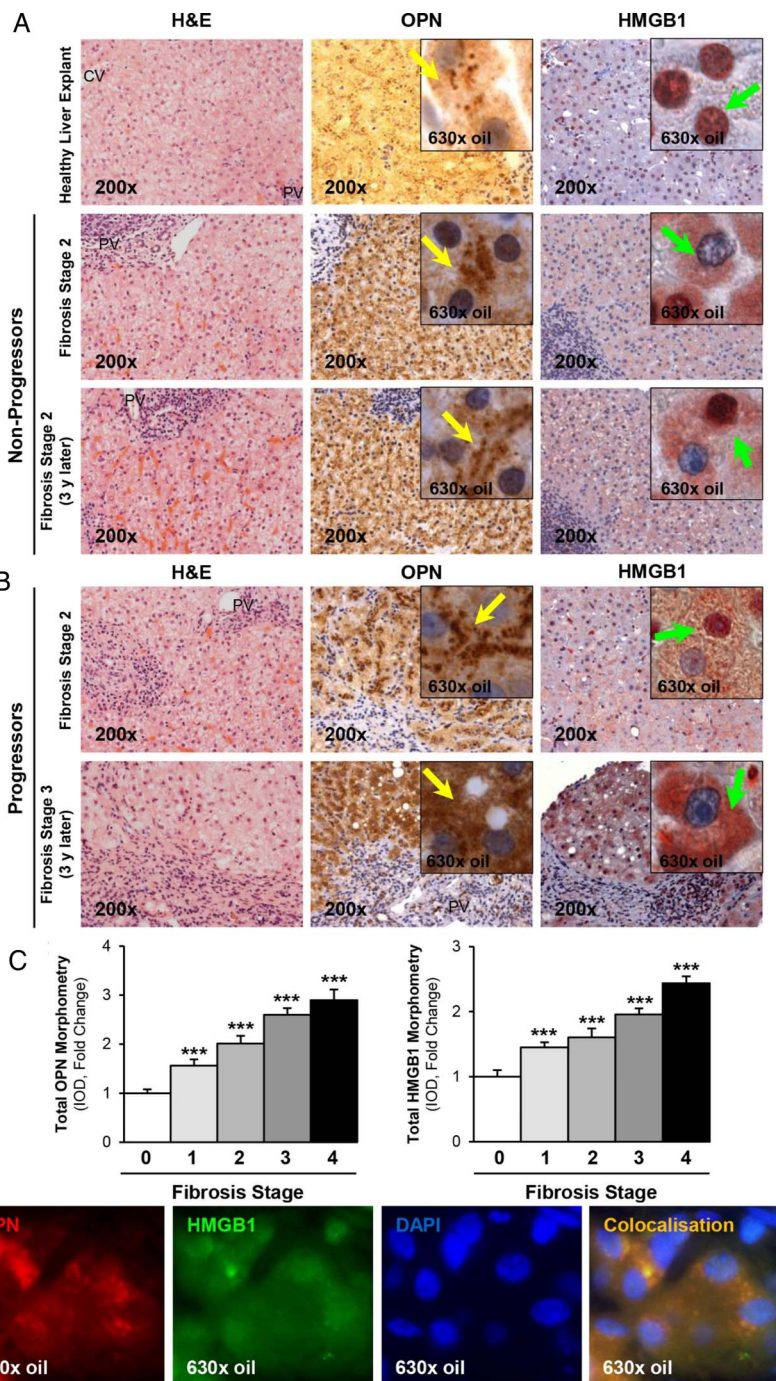 A
H&E
OPN
HMGB1
Healthy Liver Explant
CV
PV
200x
630x oil
200x
630x oil
200x
Non-Progressors
Fibrosis Stage 2
PV
200x
630x oil
200x
630x oil
200x
Fibrosis Stage 2
(3 y later)
PV
200x
630x oil
200x
630x oil
200x
B
H&E
OPN
HMGB1
Progressors
Fibrosis Stage 2
PV
200x
630x oil
200x
630x oil
200x
Fibrosis Stage 3
(3 y later)
200x
630x oil
200x
PV
630x oil
200x
C
Total OPN Morphometry
(IOD, Fold Change)
4
3
2
1
0
***
***
***
***
0 1 2 3 4
Fibrosis Stage
Total HMGB1 Morphometry
(IOD, Fold Change)
3
2
1
0
***
***
***
***
0 1 2 3 4
Fibrosis Stage
PN
HMGB1
DAPI
Colocalisation
0x oil
630x oil
630x oil
630x oil